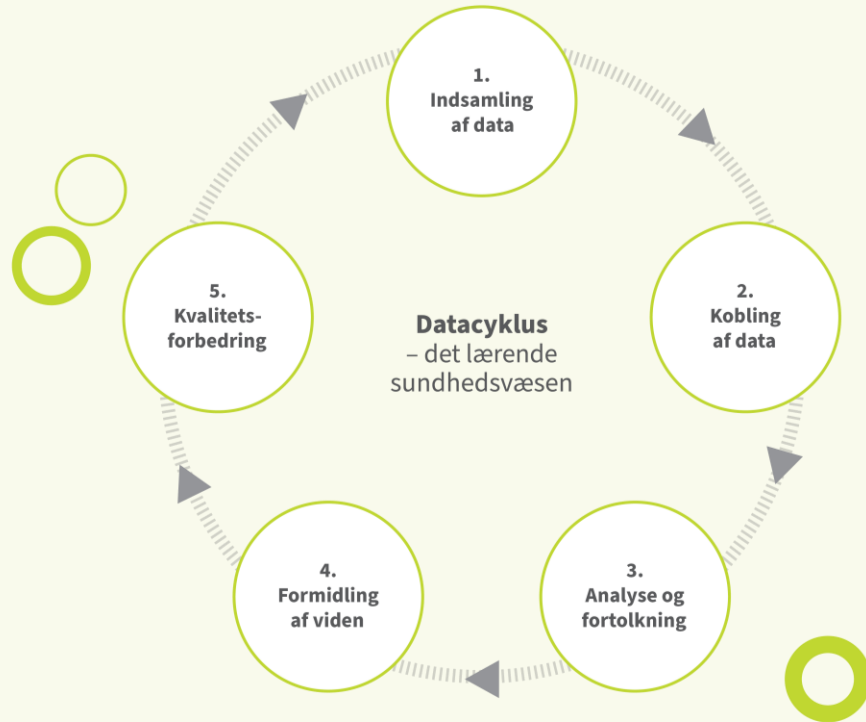 1.
Indsamling
af data
2.
Kobling
af data
3.
Analyse og
fortolkning
4.
Formidling
af viden
5.
Kvalitets-
forbedring
Datacyklus
– det lærende
sundhedsvæsen